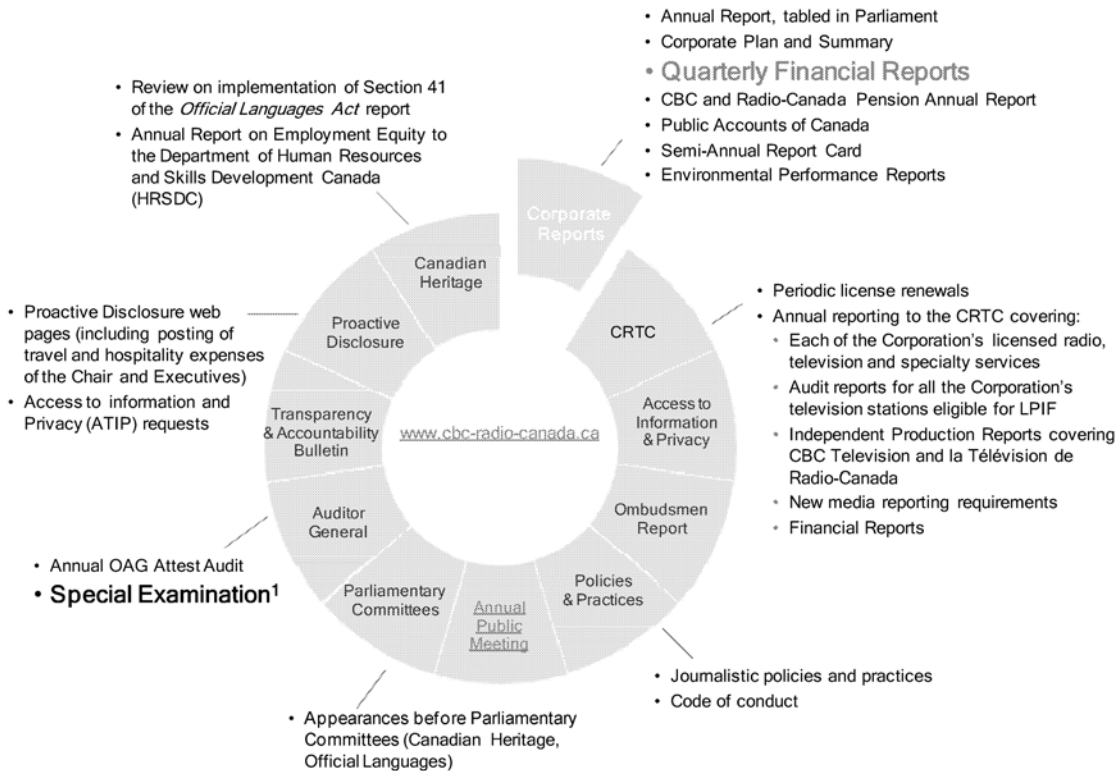 • Annual Report, tabled in Parliament
• Corporate Plan and Summary
• Quarterly Financial Reports
• CBC and Radio-Canada Pension Annual Report
• Public Accounts of Canada
• Semi-Annual Report Card
• Environmental Performance Reports
• Review on implementation of Section 41
of the Official Languages Act report
• Annual Report on Employment Equity to
the Department of Human Resources
and Skills Development Canada
(HRSDC)
Corporate
Reports
Canadian
Heritage
CRTC
• Periodic license renewals
• Annual reporting to the CRTC covering:
• Each of the Corporation's licensed radio,
television and specialty services
• Audit reports for all the Corporation's
television stations eligible for LPIF
• Independent Production Reports covering
CBC Television and la Télévision de
Radio-Canada
• New media reporting requirements
• Financial Reports
• Proactive Disclosure web
pages (including posting of
travel and hospitality expenses
of the Chair and Executives)
• Access to information and
Privacy (ATIP) requests
Proactive
Disclosure
Transparency
& Accountability
Bulletin
www.cbc-radio-canada.ca
Access to
Information
& Privacy
Auditor
General
Ombudsmen
Report
• Annual OAG Attest Audit
• Special Examination1
Parliamentary
Committees
Annual
Public
Meeting
Policies
& Practices
• Journalistic policies and practices
• Code of conduct
• Appearances before Parliamentary
Committees (Canadian Heritage,
Official Languages)